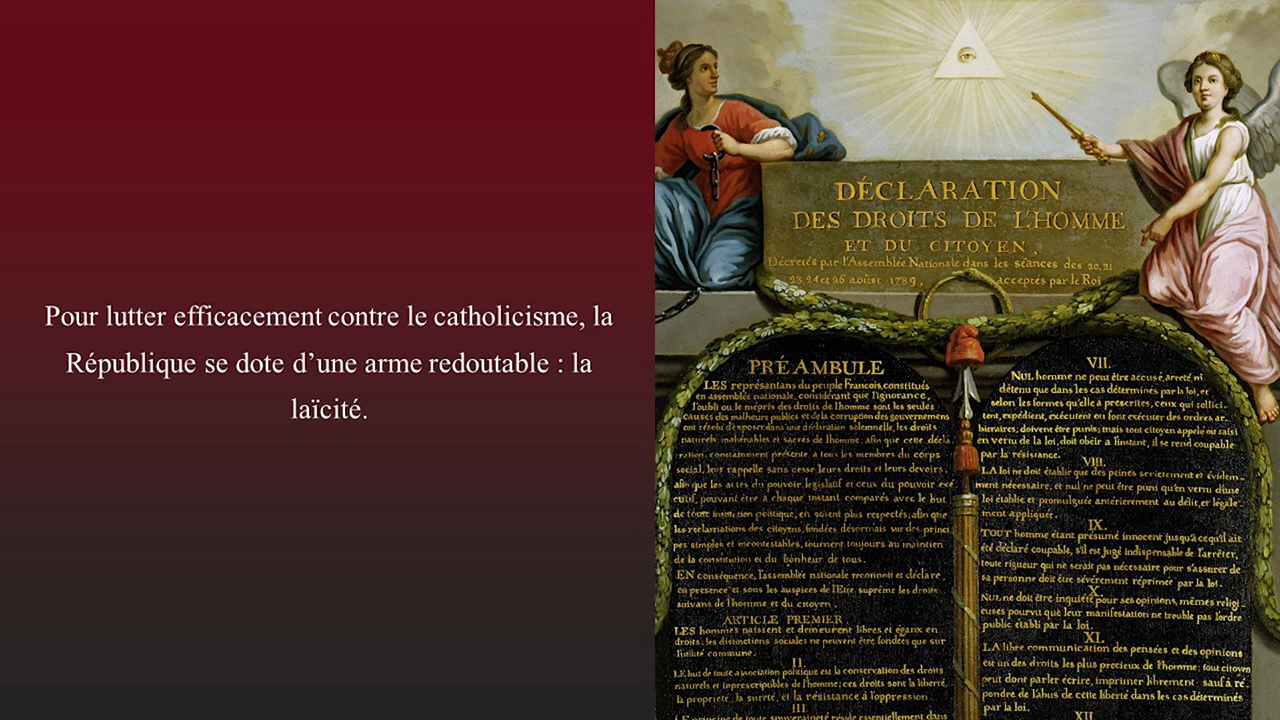 Pour lutter efficacement contre le catholicisme, la
République se dote d’une arme redoutable : la
laïcité.
DÉCLARATION
DES DROITS DE L'HOMME
ET DU CITOYEN,
Décretés par l'Assemblée Nationale dans les séances des 20, 21
23, 24 et 26 août 1789, acceptés par le Roi
PRÉAMBULE
LES représantans du peuple Francois, constitués
en assemblée nationale, considérant que l'ignorance,
l'oubli ou le mépris des droits de l'homme sont les seules
causes des malheurs publics et de la corruption des gouvernemens
ont résolu d'exposer dans une déclaration solemnelle, les droits
naturels, inaliénables et sacrés de l'homme; afin que cette décla
ration, constamment présente a tous les membres du corps
social, leur rappelle sans cesse leurs droits et leurs devoirs,
afin que les actes du pouvoir legislatif et ceux du pouvoir exé
cutif, pouvant être a chaque instant comparés avec le but
de toute institution politique, en soient plus respectés; afin que
les reclamations des citoyens, fondées désormais sur des princi
pes simples et incontestables, tournent toujours au maintien
de la constitution et du bonheur de tous.
EN conséquence, l'assemblée nationale reconnoit et déclare
en presence et sous les auspices de l'Etre suprême les droits
suivans de l'homme et du citoyen.
ARTICLE PREMIER
LES hommes naissent et demeurent libres et égaux en
droits; les distinctions sociales ne peuvent être fondées que sur
l'utilité commune.
II.
LE but de toute association politique est la conservation des droits
naturels et inprescriptibles de l'homme; ces droits sont la liberté,
la propriété, la sureté, et la résistance à l'oppression.
III.
LE principe de toute souveraineté réside essentiellement dans
VII.
NUL homme ne peut être accusé, arreté ni
détenu que dans les cas déterminés par la loi, et
selon les formes qu'elle a prescrites, ceux qui sollici-
tent, expédient, exécutent ou font exécuter des ordres ar-
bitraires, doivent être punis; mais tout citoyen appelé ou saisi
en vertu de la loi, doit obéir a l'instant, il se rend coupable
par la résistance.
VIII.
LA loi ne doit établir que des peines strictement et évidem-
ment nécessaire, et nul ne peut être puni qu'en vertu d'une
loi établie et promulguée antérierement au délit, et légale-
ment appliquée.
IX.
TOUT homme étant présumé innocent jusqu'a ce qu'il ait
été déclaré coupable, s'il est jugé indispensable de l'arrêter,
toute rigueur qui ne serait pas nécessaire pour s'assurer de
sa personne doit être sévèrement réprimée par la loi.
X.
NUL ne doit être inquiété pour ses opinions, mêmes religi-
euses pourvu que leur manifestation ne trouble pas l'ordre
public établi par la loi.
XI.
LA libre communication des pensées et des opinions
est un des droits les plus precieux de l'homme; tout citoyen
peut dont parler écrire, imprimer librement sauf à ré
pondre de l'abus de cette liberté dans les cas déterminés
par la loi.
XII